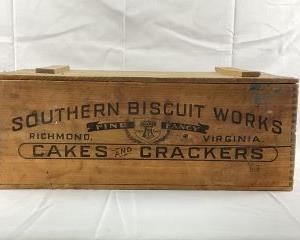 SOUTHERN BISCUIT WORKS
FINE FANCY
RICHMOND, VIRGINIA.
CAKES AND CRACKERS